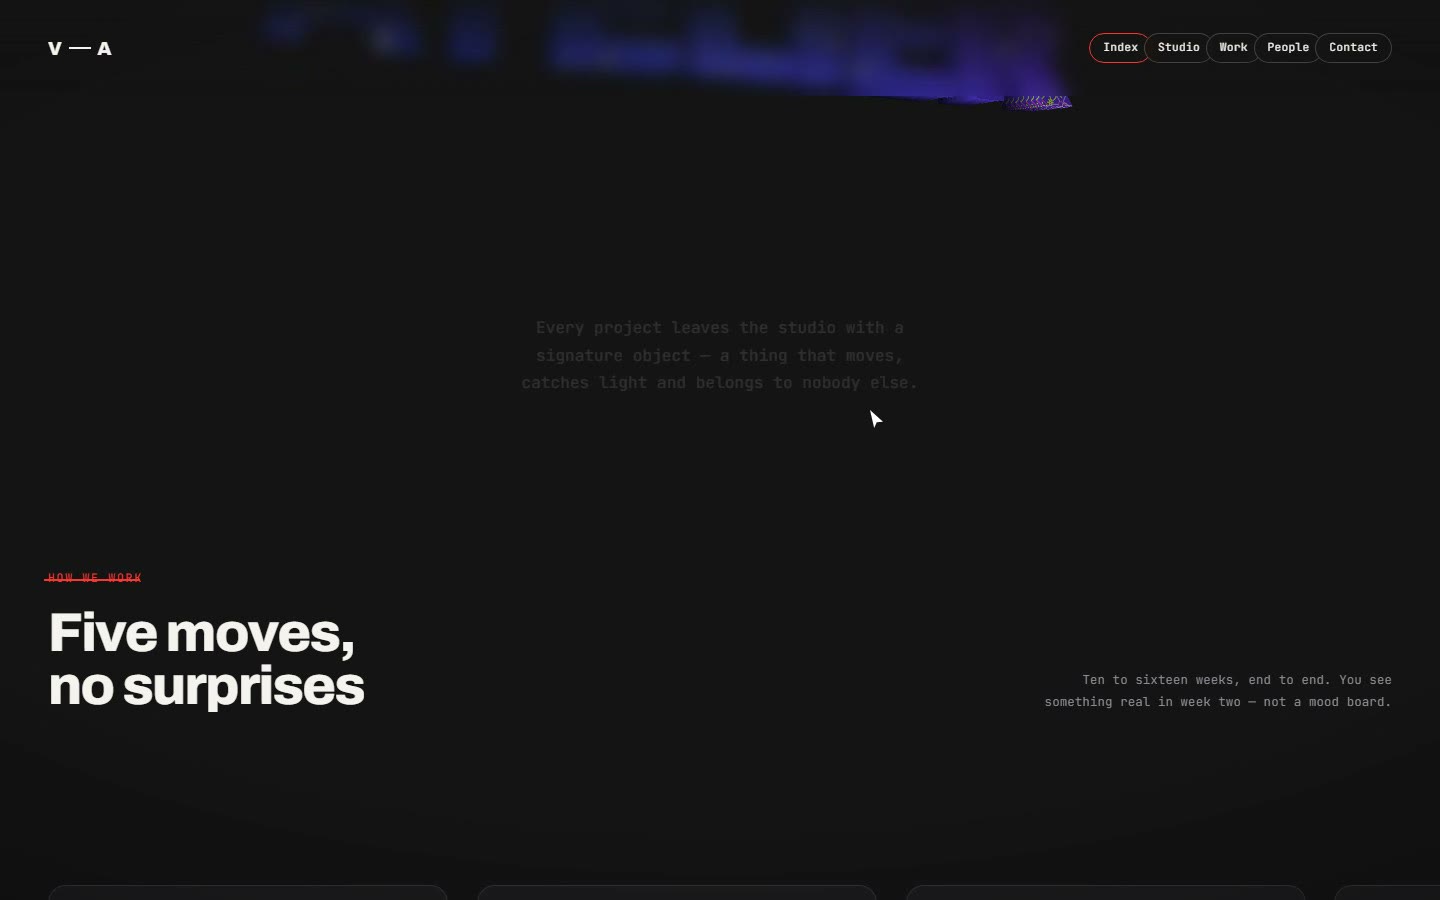 V — A
Index Studio Work People Contact
Every project leaves the studio with a
signature object — a thing that moves,
catches light and belongs to nobody else.
HOW WE WORK
Five moves,
no surprises
Ten to sixteen weeks, end to end. You see
something real in week two — not a mood board.